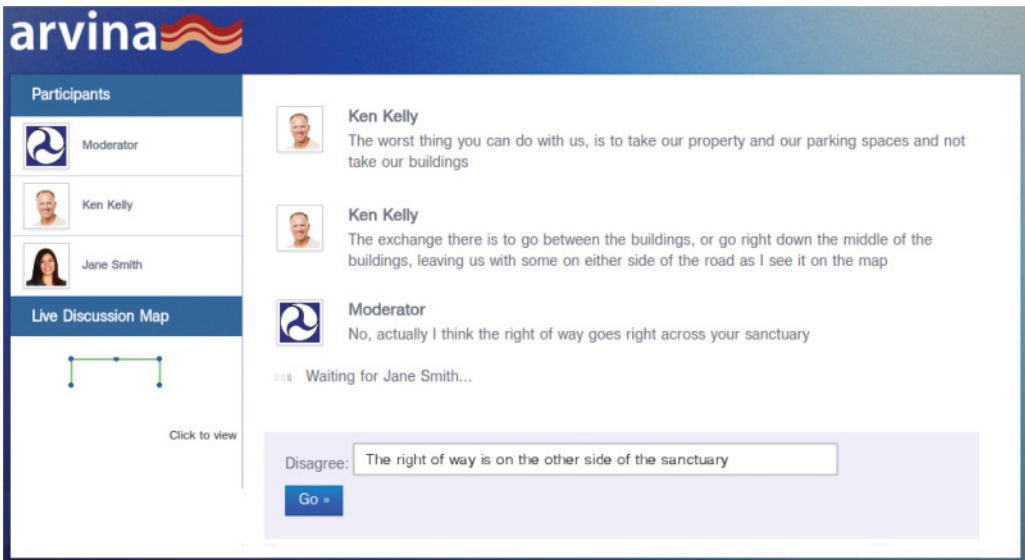 arvina
Participants
Moderator
Ken Kelly
Jane Smith
Live Discussion Map
Click to view
Ken Kelly
The worst thing you can do with us, is to take our property and our parking spaces and not
take our buildings
Ken Kelly
The exchange there is to go between the buildings, or go right down the middle of the
buildings, leaving us with some on either side of the road as I see it on the map
Moderator
No, actually I think the right of way goes right across your sanctuary
Waiting for Jane Smith...
Disagree: The right of way is on the other side of the sanctuary
Go »